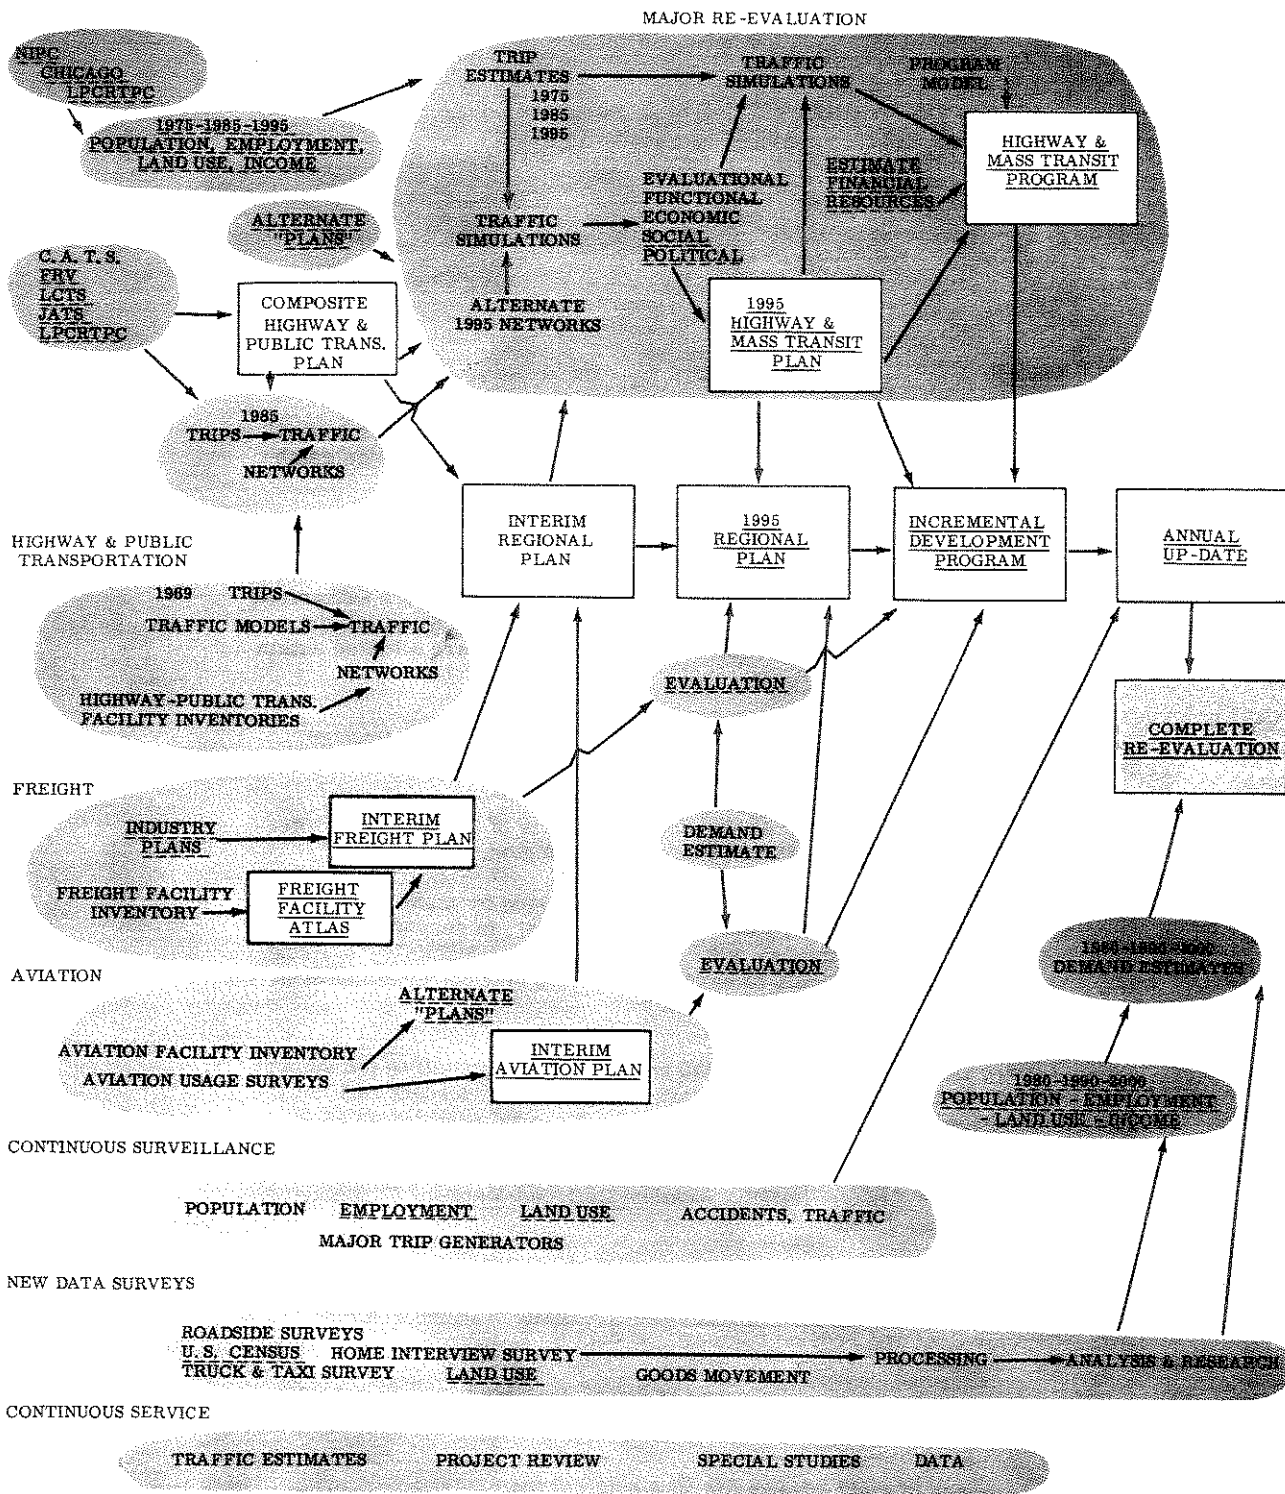 MAJOR RE-EVALUATION
NIPC
CHICAGO
LPCRTPC
1975-1985-1995
POPULATION, EMPLOYMENT,
LAND USE, INCOME
TRIP
ESTIMATES
1975
1985
1995
TRAFFIC
SIMULATIONS
PROGRAM
MODEL
HIGHWAY &
MASS TRANSIT
PROGRAM
ESTIMATE
FINANCIAL
RESOURCES
EVALUATIONAL
FUNCTIONAL
ECONOMIC
SOCIAL
POLITICAL
TRAFFIC
SIMULATIONS
ALTERNATE
1995 NETWORKS
ALTERNATE
"PLANS"
C. A. T. S.
FRV
LCTS
JATS
LPCRTPC
COMPOSITE
HIGHWAY &
PUBLIC TRANS.
PLAN
1995
HIGHWAY &
MASS TRANSIT
PLAN
1985
TRIPS TRAFFIC
NETWORKS
INTERIM
REGIONAL
PLAN
1995
REGIONAL
PLAN
INCREMENTAL
DEVELOPMENT
PROGRAM
ANNUAL
UP-DATE
HIGHWAY & PUBLIC
TRANSPORTATION
1969 TRIPS
TRAFFIC MODELS TRAFFIC
NETWORKS
HIGHWAY-PUBLIC TRANS.
FACILITY INVENTORIES
EVALUATION
COMPLETE
RE-EVALUATION
FREIGHT
INDUSTRY
PLANS
INTERIM
FREIGHT PLAN
FREIGHT FACILITY
INVENTORY
FREIGHT
FACILITY
ATLAS
DEMAND
ESTIMATE
EVALUATION
1980-1990-2000
DEMAND ESTIMATES
AVIATION
ALTERNATE
"PLANS"
AVIATION FACILITY INVENTORY
AVIATION USAGE SURVEYS
INTERIM
AVIATION PLAN
1980-1990-2000
POPULATION - EMPLOYMENT
- LAND USE - INCOME
CONTINUOUS SURVEILLANCE
POPULATION EMPLOYMENT LAND USE ACCIDENTS, TRAFFIC
MAJOR TRIP GENERATORS
NEW DATA SURVEYS
ROADSIDE SURVEYS
U. S. CENSUS HOME INTERVIEW SURVEY PROCESSING ANALYSIS & RESEARCH
TRUCK & TAXI SURVEY LAND USE GOODS MOVEMENT
CONTINUOUS SERVICE
TRAFFIC ESTIMATES PROJECT REVIEW SPECIAL STUDIES DATA